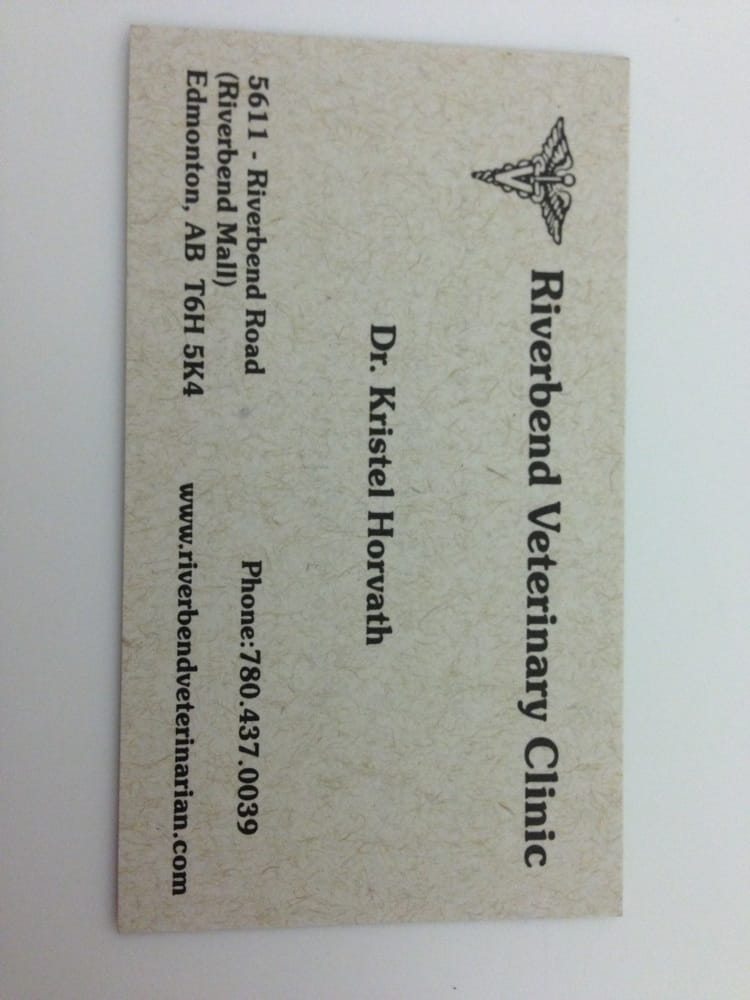 Riverbend Veterinary Clinic
Dr. Kristel Horvath
5611 - Riverbend Road
(Riverbend Mall)
Edmonton, AB T6H 5K4
Phone:780.437.0039
www.riverbendveterinarian.com